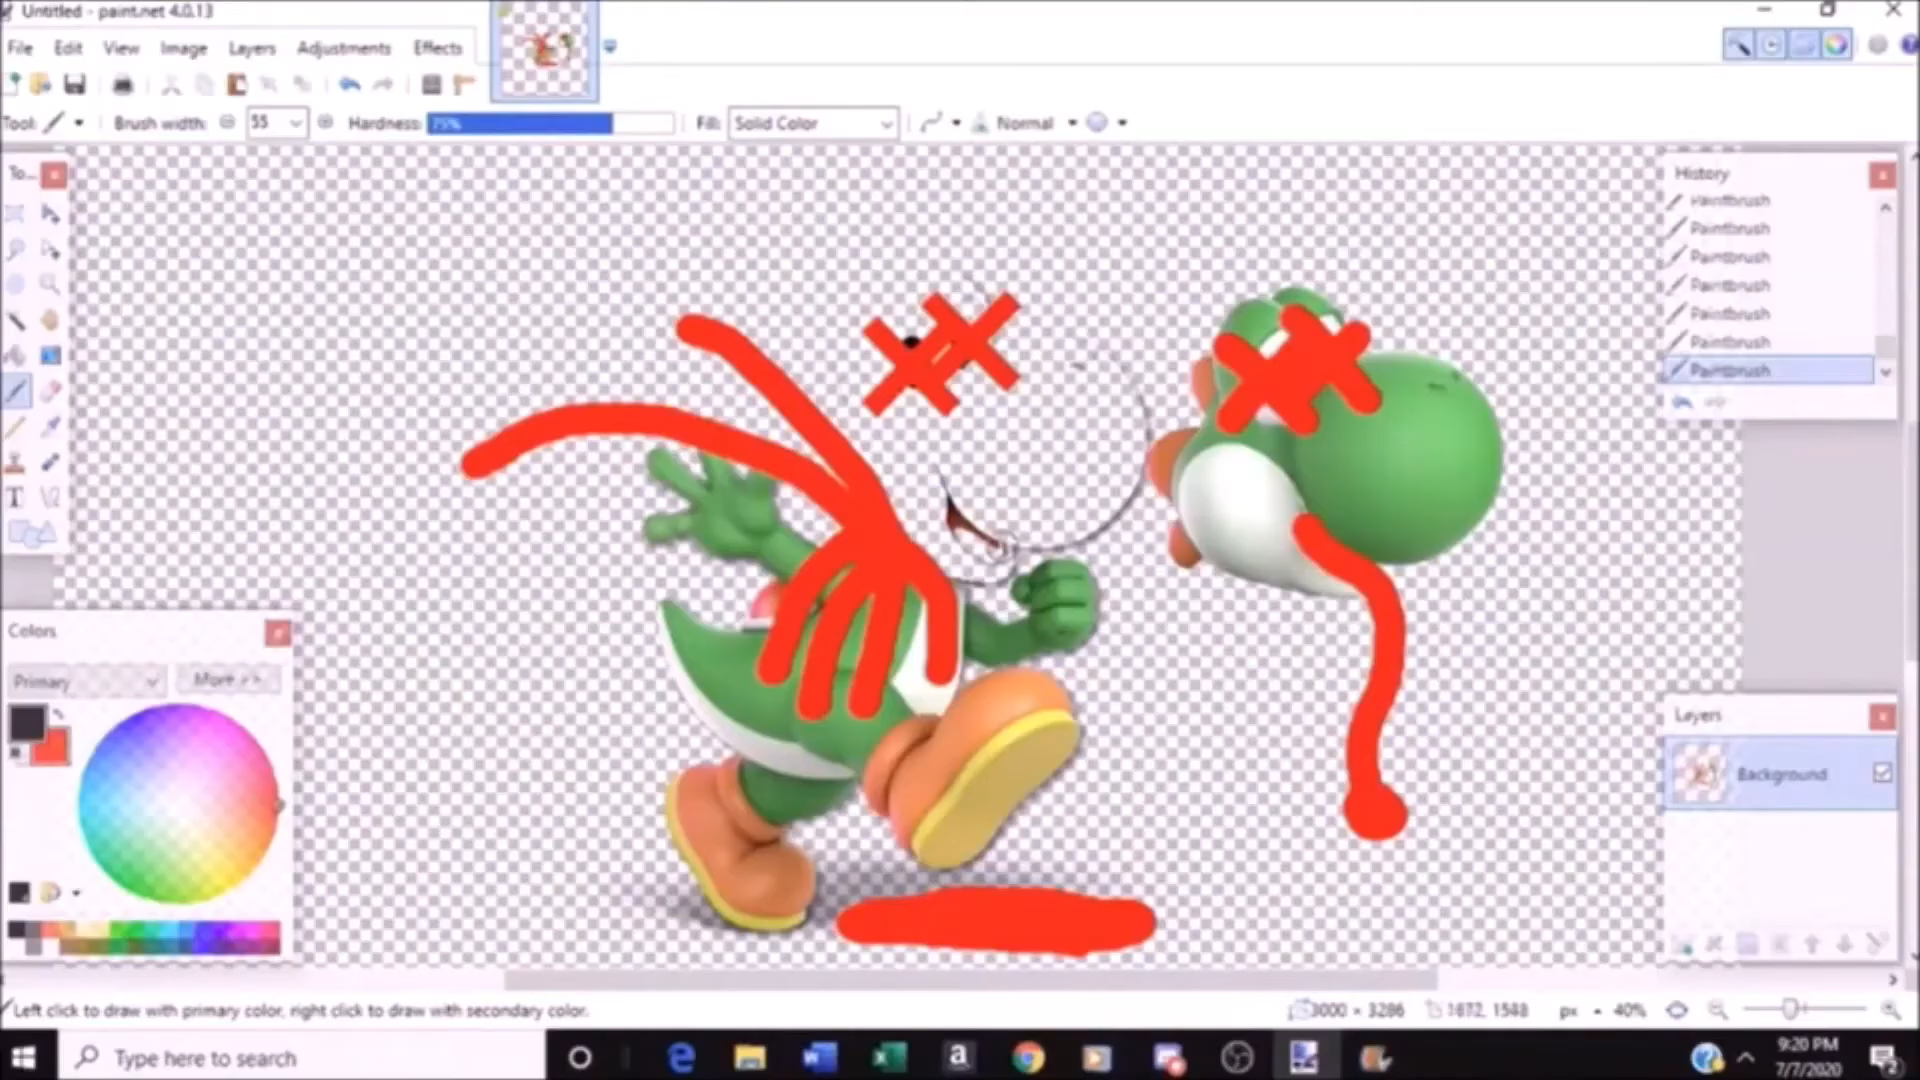 Untitled - paint.net 4.0.13
File Edit View Image Layers Adjustments Effects
Tool: Brush width: 55 Hardness: 75% Fill: Solid Color Normal
To...
History
Paintbrush
Paintbrush
Paintbrush
Paintbrush
Paintbrush
Paintbrush
Paintbrush
Colors
Primary More >>
Layers
Background
Left click to draw with primary color, right click to draw with secondary color.
3000 × 3286 1672, 1548 px 40%
Type here to search
9:20 PM
7/7/2020